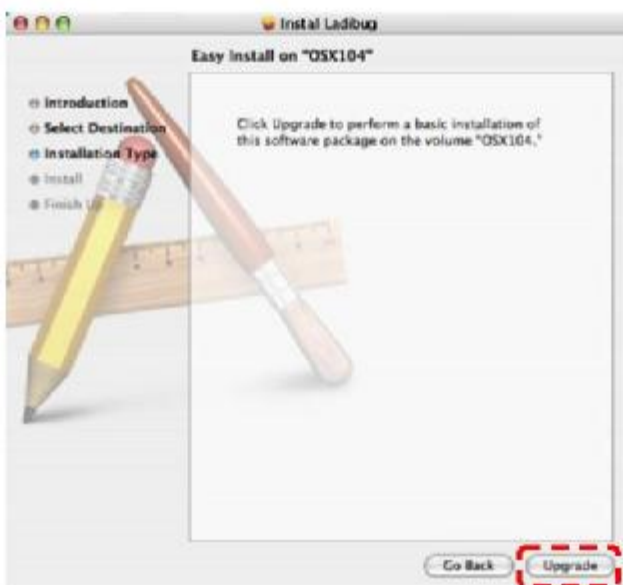 Instal Ladibug
Easy Install on "OSX104"
Introduction
Select Destination
Installation Type
Install
Finish Up
Click Upgrade to perform a basic installation of
this software package on the volume "OSX104."
Go Back
Upgrade